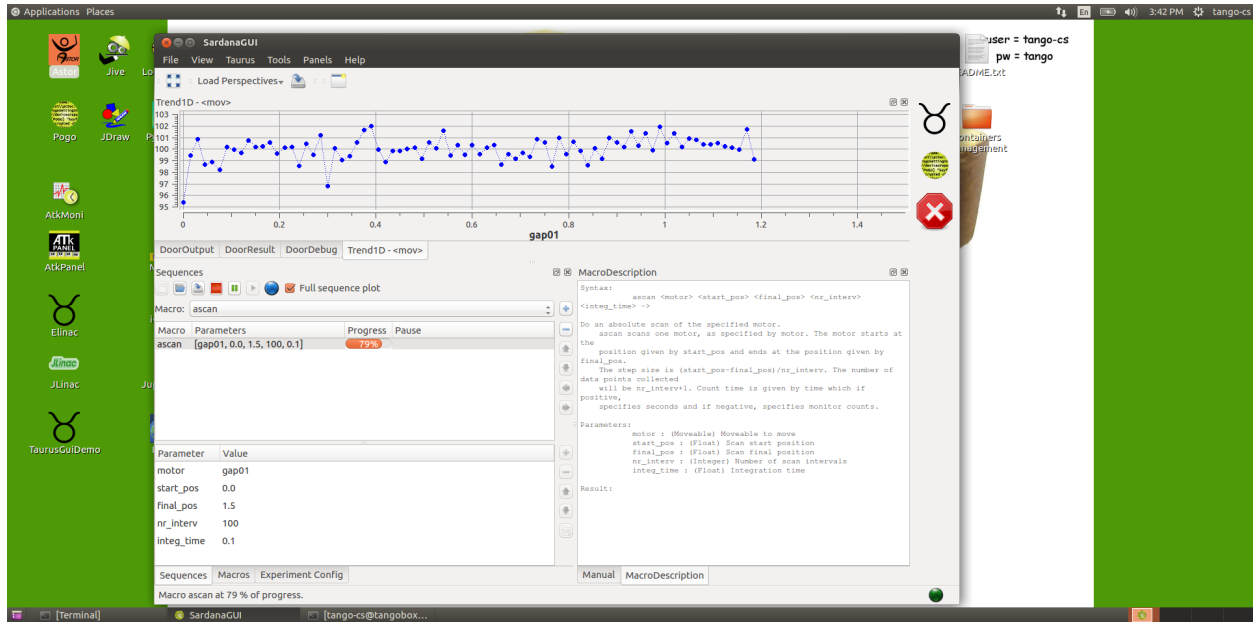 Applications Places
En
3:42 PM
tango-cs
Astor
Jive
Lo
Pogo
JDraw
P
AtkMoni
ATk
PANEL
AtkPanel
Elinac
JLinac
JLinac
Ju
TaurusGuiDemo
user = tango-cs
pw = tango
ADME.txt
ontainers
nagement
SardanaGUI
File View Taurus Tools Panels Help
Load Perspectives
Trend1D - <mov>
103
102
101
100
99
98
97
96
95
0 0.2 0.4 0.6 0.8 1 1.2 1.4
gap01
DoorOutput DoorResult DoorDebug Trend1D - <mov>
Sequences
Full sequence plot
Macro: ascan
Macro Parameters Progress Pause
ascan [gap01, 0.0, 1.5, 100, 0.1] 79%
Parameter Value
motor gap01
start_pos 0.0
final_pos 1.5
nr_interv 100
integ_time 0.1
Sequences Macros Experiment Config
MacroDescription
Syntax:
ascan <motor> <start_pos> <final_pos> <nr_interv>
<integ_time> ->
Do an absolute scan of the specified motor.
ascan scans one motor, as specified by motor. The motor starts at
the
position given by start_pos and ends at the position given by
final_pos.
The step size is (start_pos-final_pos)/nr_interv. The number of
data points collected
will be nr_interv+1. Count time is given by time which if
positive,
specifies seconds and if negative, specifies monitor counts.
Parameters:
motor : (Moveable) Moveable to move
start_pos : (Float) Scan start position
final_pos : (Float) Scan final position
nr_interv : (Integer) Number of scan intervals
integ_time : (Float) Integration time
Result:
Manual MacroDescription
Macro ascan at 79 % of progress.
[Terminal]
SardanaGUI
[tango-cs@tangobox...